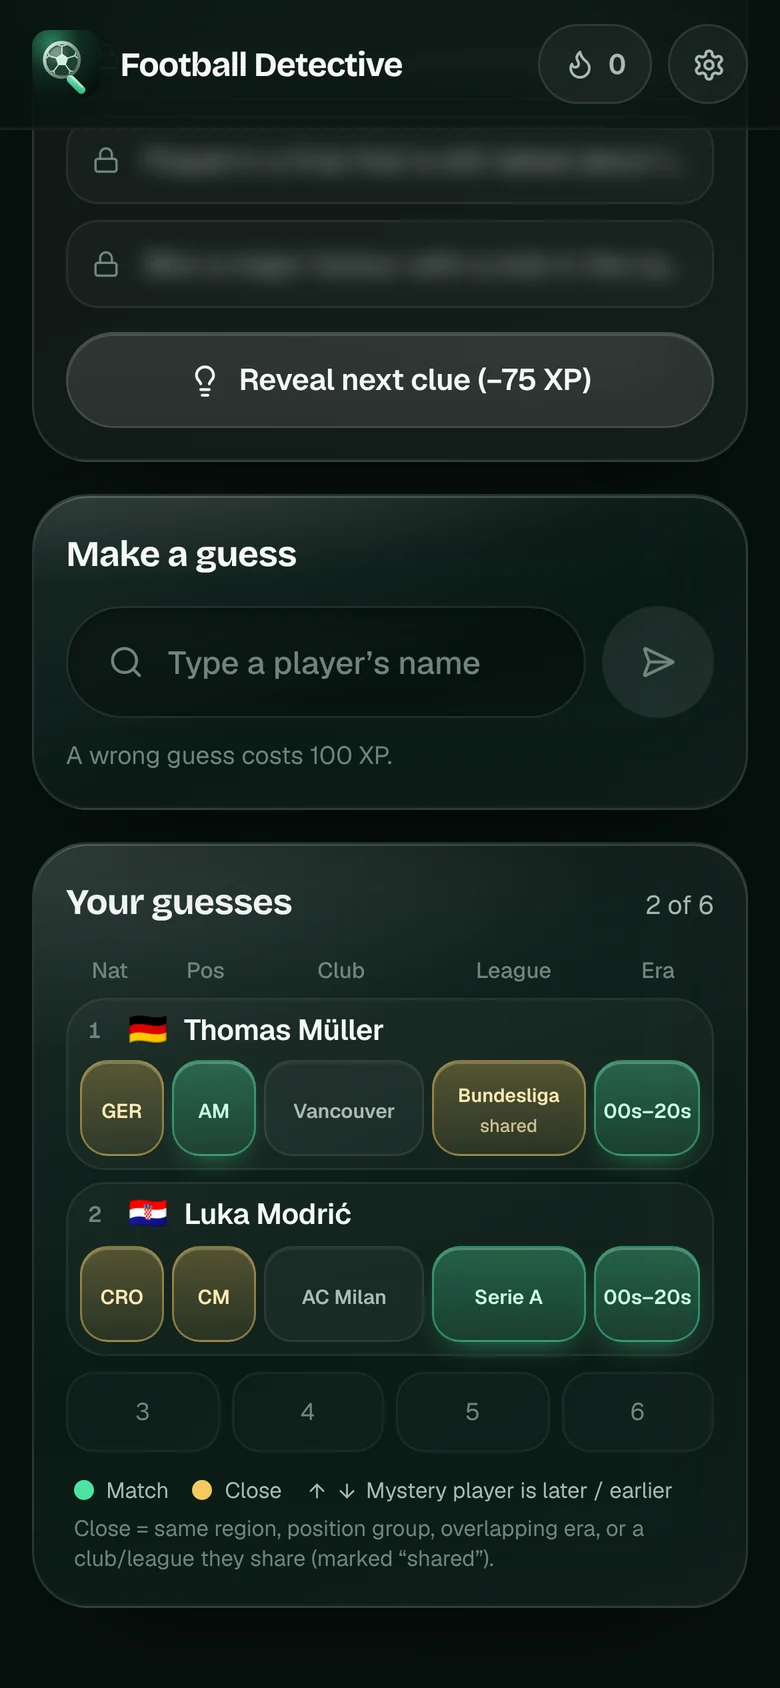 Football Detective
0
Reveal next clue (–75 XP)
Make a guess
Type a player’s name
A wrong guess costs 100 XP.
Your guesses
2 of 6
Nat Pos Club League Era
1 Thomas Müller
GER AM Vancouver Bundesliga shared 00s–20s
2 Luka Modrić
CRO CM AC Milan Serie A 00s–20s
3 4 5 6
Match Close ↑ ↓ Mystery player is later / earlier
Close = same region, position group, overlapping era, or a
club/league they share (marked “shared”).